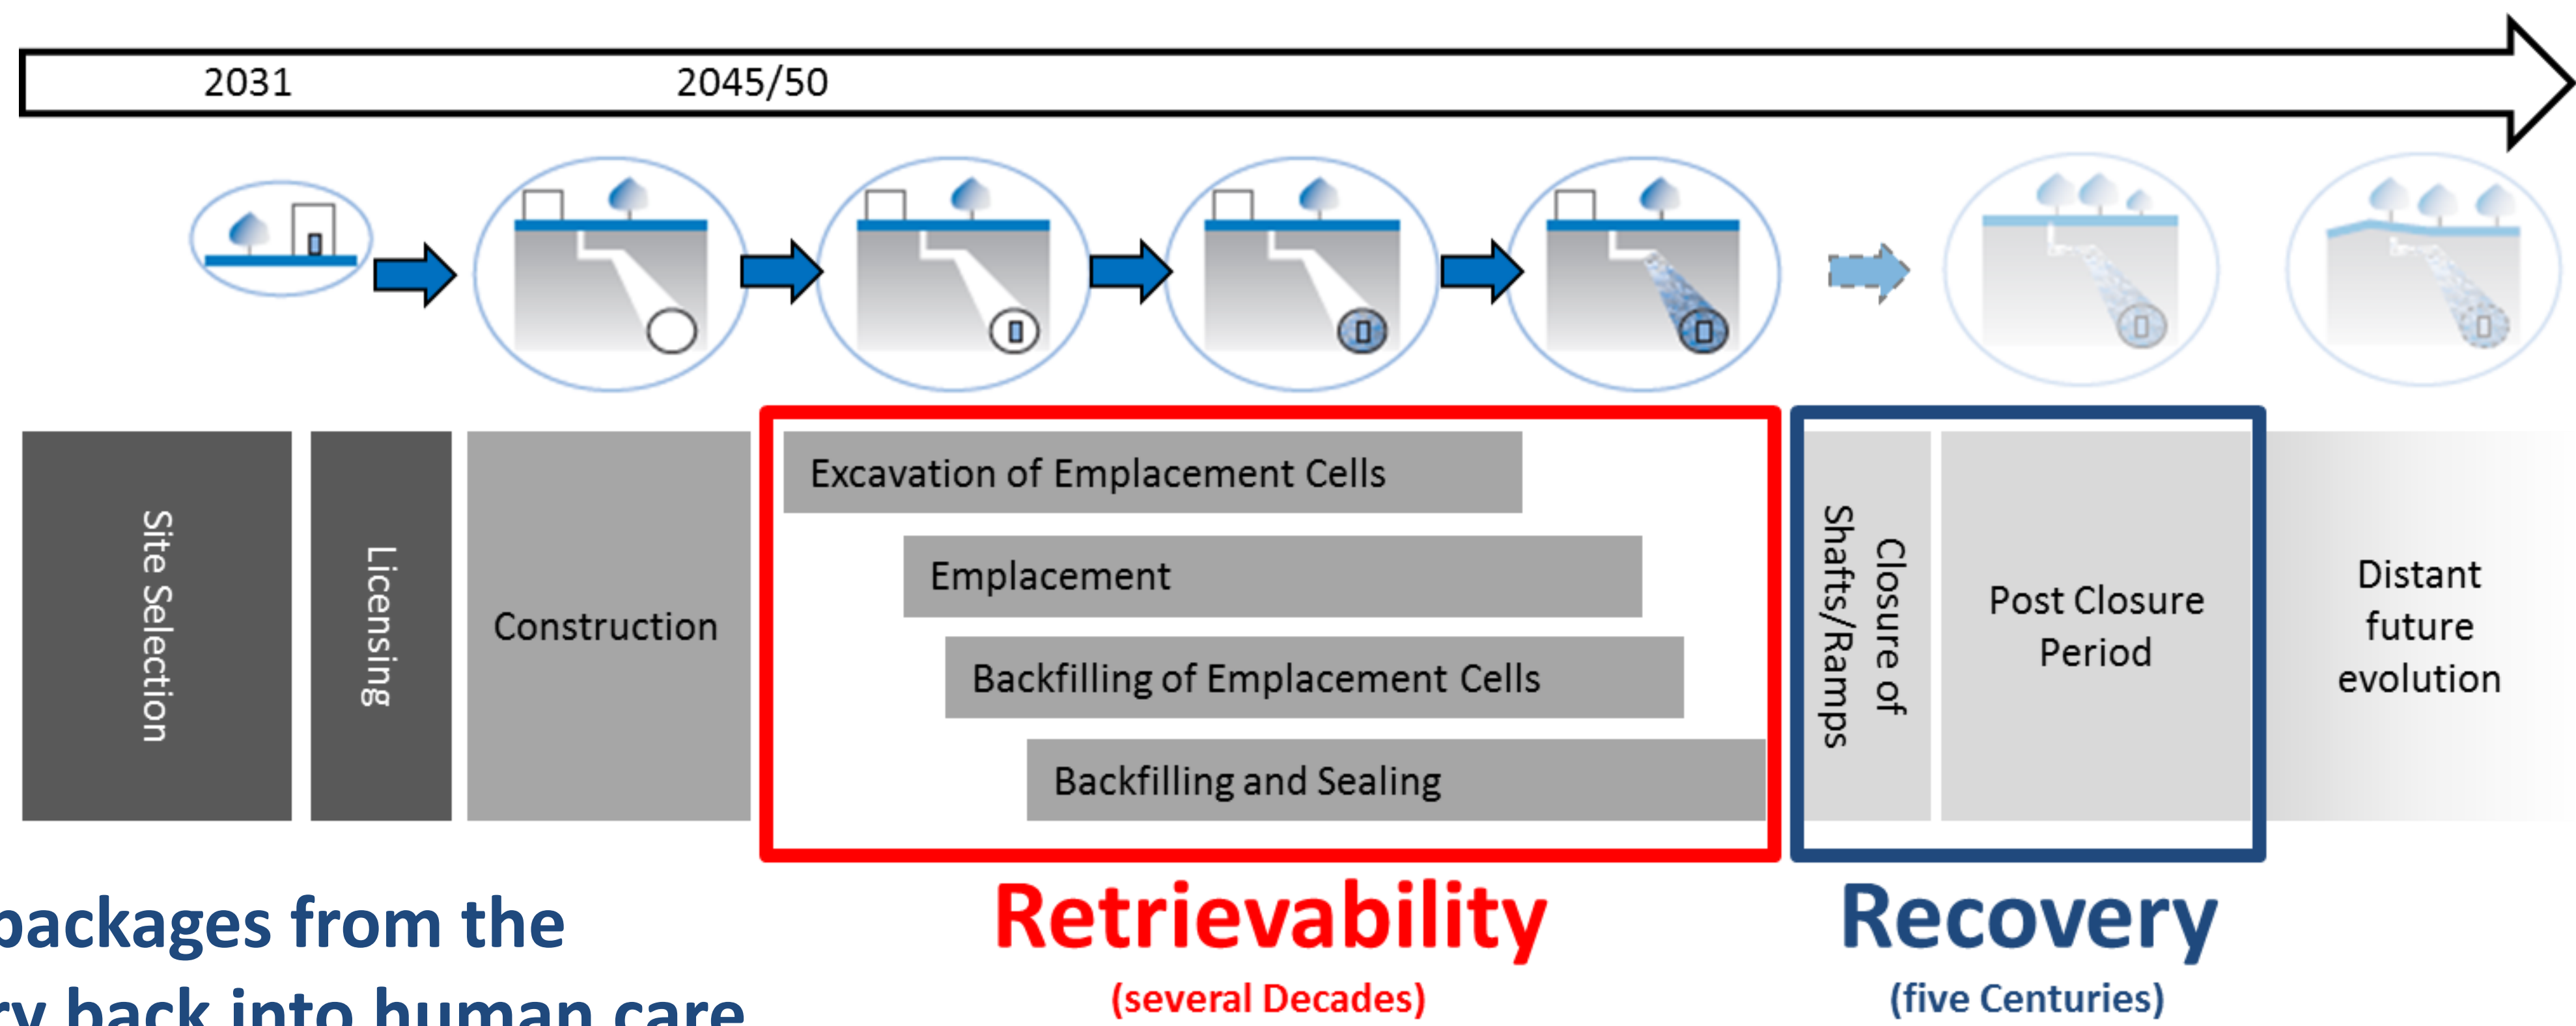 2031
2045/50
Site Selection
Licensing
Construction
Excavation of Emplacement Cells
Emplacement
Backfilling of Emplacement Cells
Backfilling and Sealing
Closure of
Shafts/Ramps
Post Closure
Period
Distant
future
evolution
packages from the
ry back into human care
Retrievability
(several Decades)
Recovery
(five Centuries)